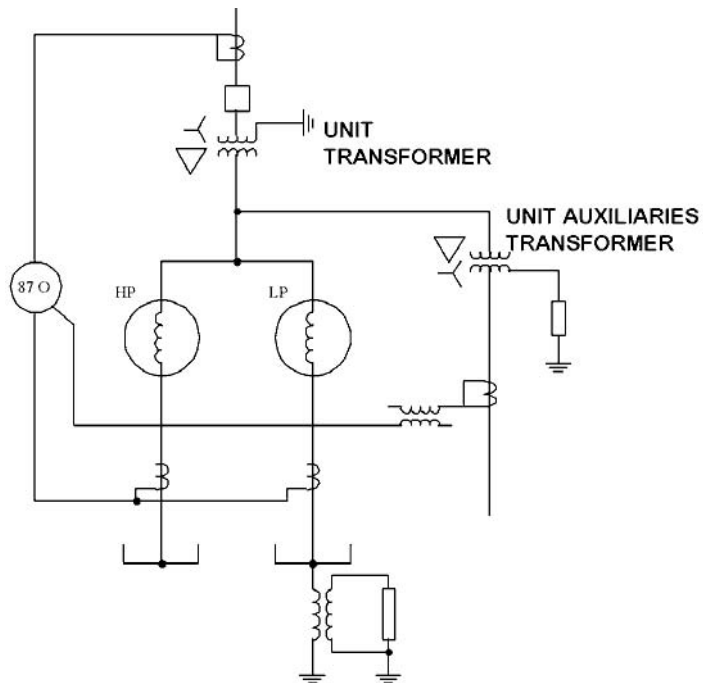 UNIT
TRANSFORMER
UNIT AUXILIARIES
TRANSFORMER
87 O
HP
LP